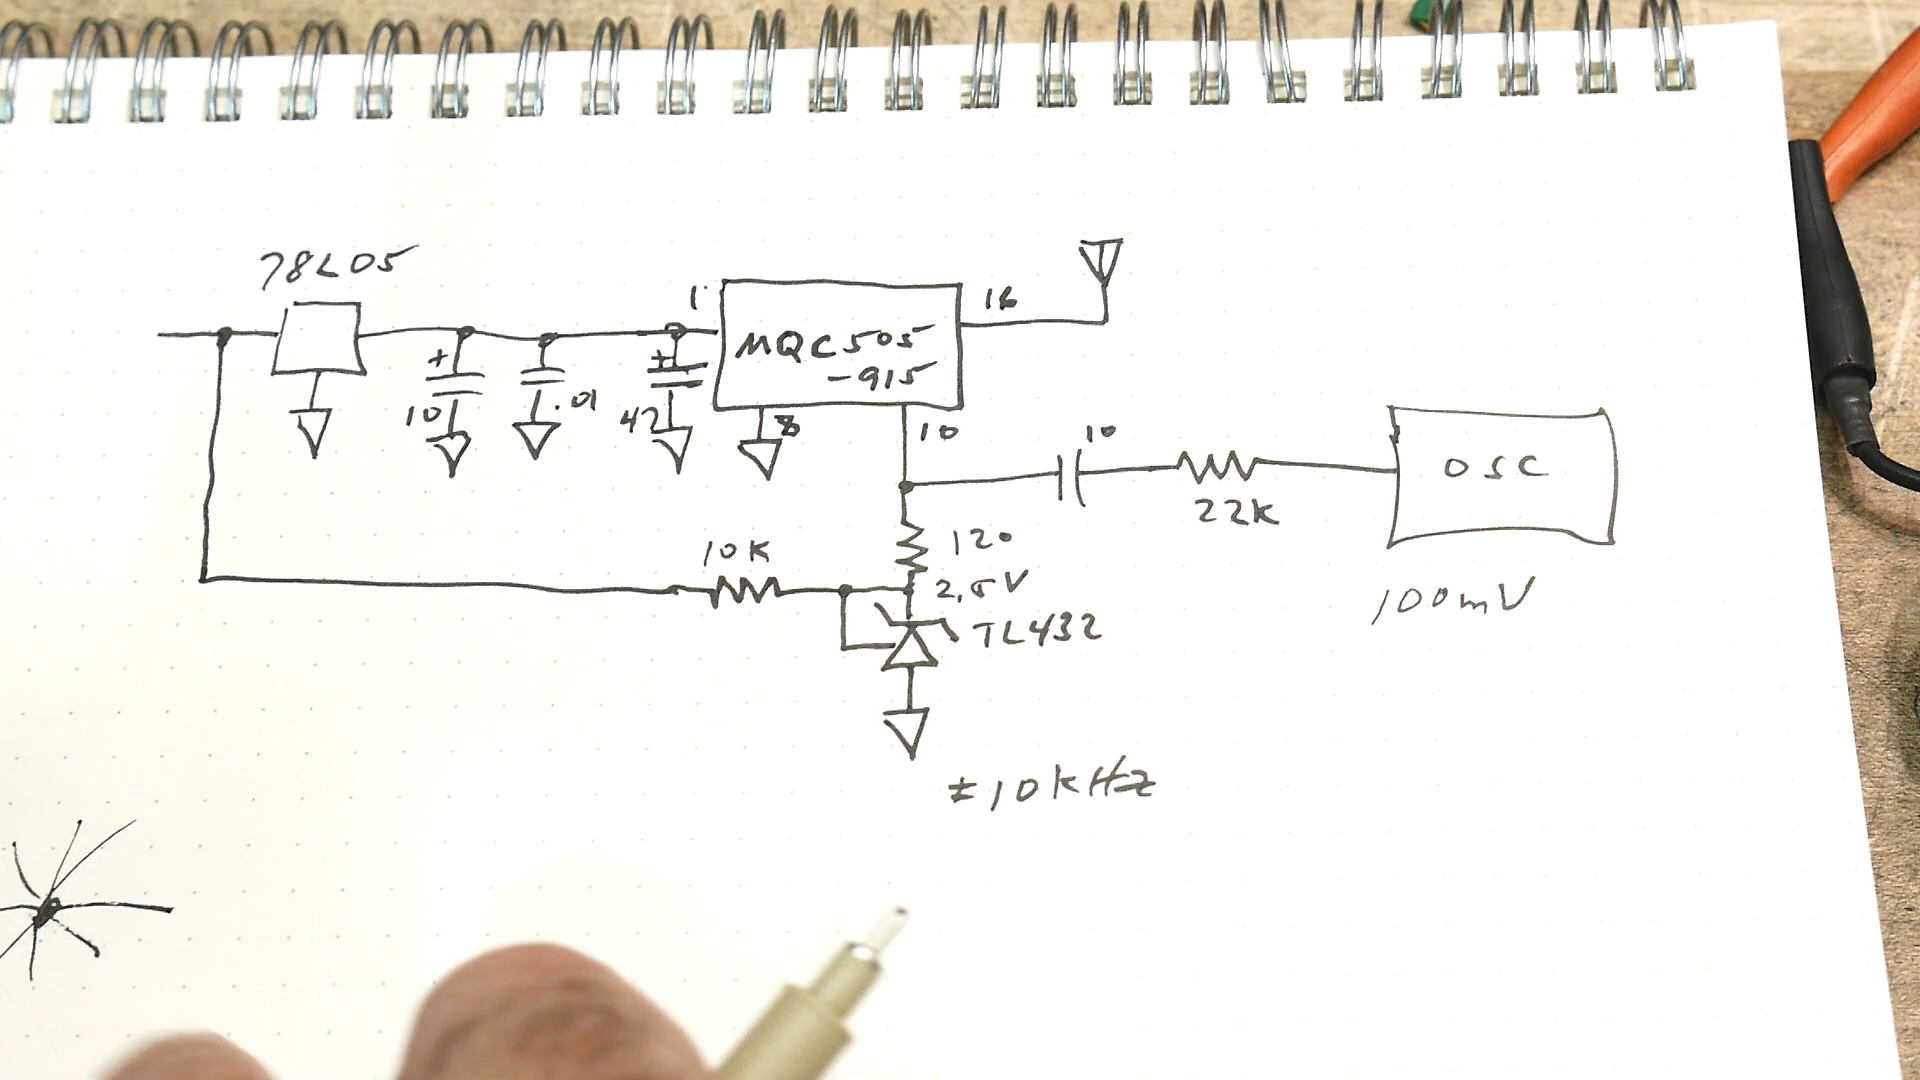 78L05
1
16
MQC505
-915
+
+
10
.01
47
8
10
10
OSC
22K
120
10K
2.5V
TL432
100mV
±10kHz